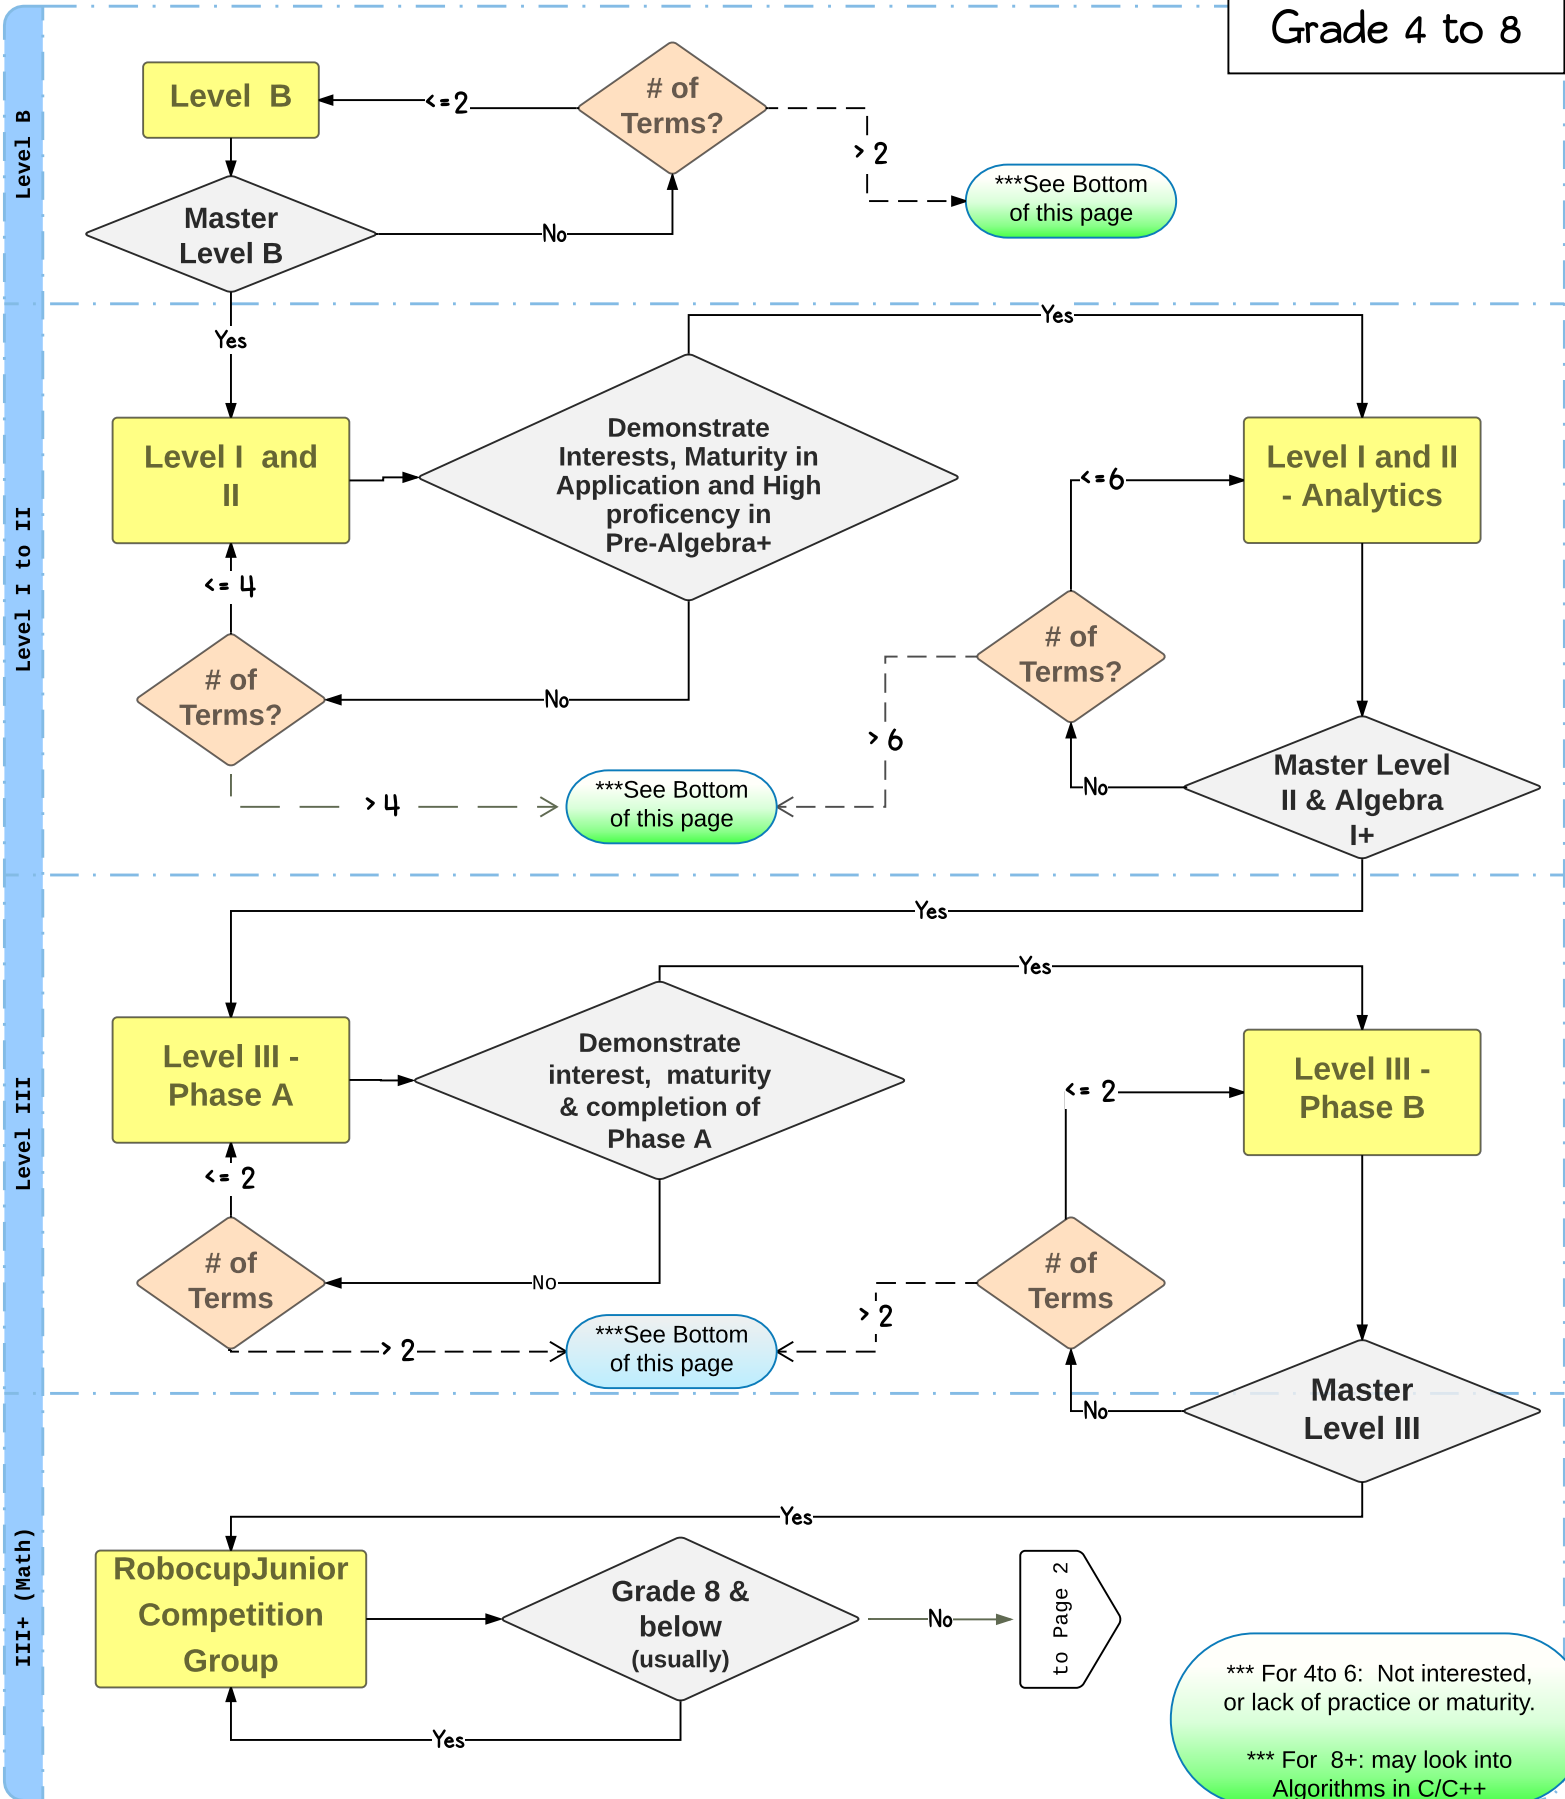 Grade 4 to 8
Level B
Level  B
<=2
# of
Terms?
> 2
***See Bottom
of this page
Master
Level B
No
Yes
Level I to II
Yes
Level I  and
II
Demonstrate
Interests, Maturity in
Application and High
proficency in
Pre-Algebra+
<=6
Level I and II
- Analytics
<= 4
# of
Terms?
No
# of
Terms?
> 6
> 4
***See Bottom
of this page
No
Master Level
II & Algebra
I+
Yes
Level III
Yes
Level III -
Phase A
Demonstrate
interest,  maturity
& completion of
Phase A
<= 2
Level III -
Phase B
<= 2
# of
Terms
No
# of
Terms
> 2
> 2
***See Bottom
of this page
No
Master
Level III
III+ (Math)
Yes
RobocupJunior
Competition
Group
Grade 8 &
below
(usually)
No
to Page 2
Yes
*** For 4to 6:  Not interested,
or lack of practice or maturity.
*** For  8+: may look into
Algorithms in C/C++